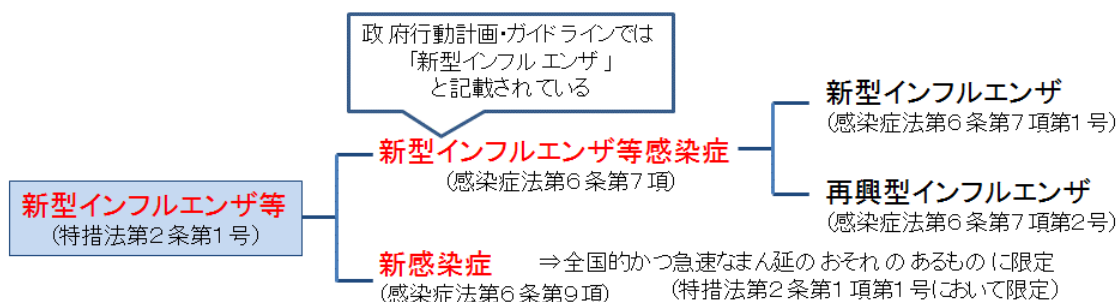 政府行動計画・ガイドラインでは
「新型インフルエンザ」
と記載されている
新型インフルエンザ等
(特措法第2条第1号)
新型インフルエンザ等感染症
(感染症法第6条第7項)
新型インフルエンザ
(感染症法第6条第7項第1号)
再興型インフルエンザ
(感染症法第6条第7項第2号)
新感染症
(感染症法第6条第9項)
⇒全国的かつ急速なまん延のおそれのあるものに限定
(特措法第2条第1項第1号において限定)